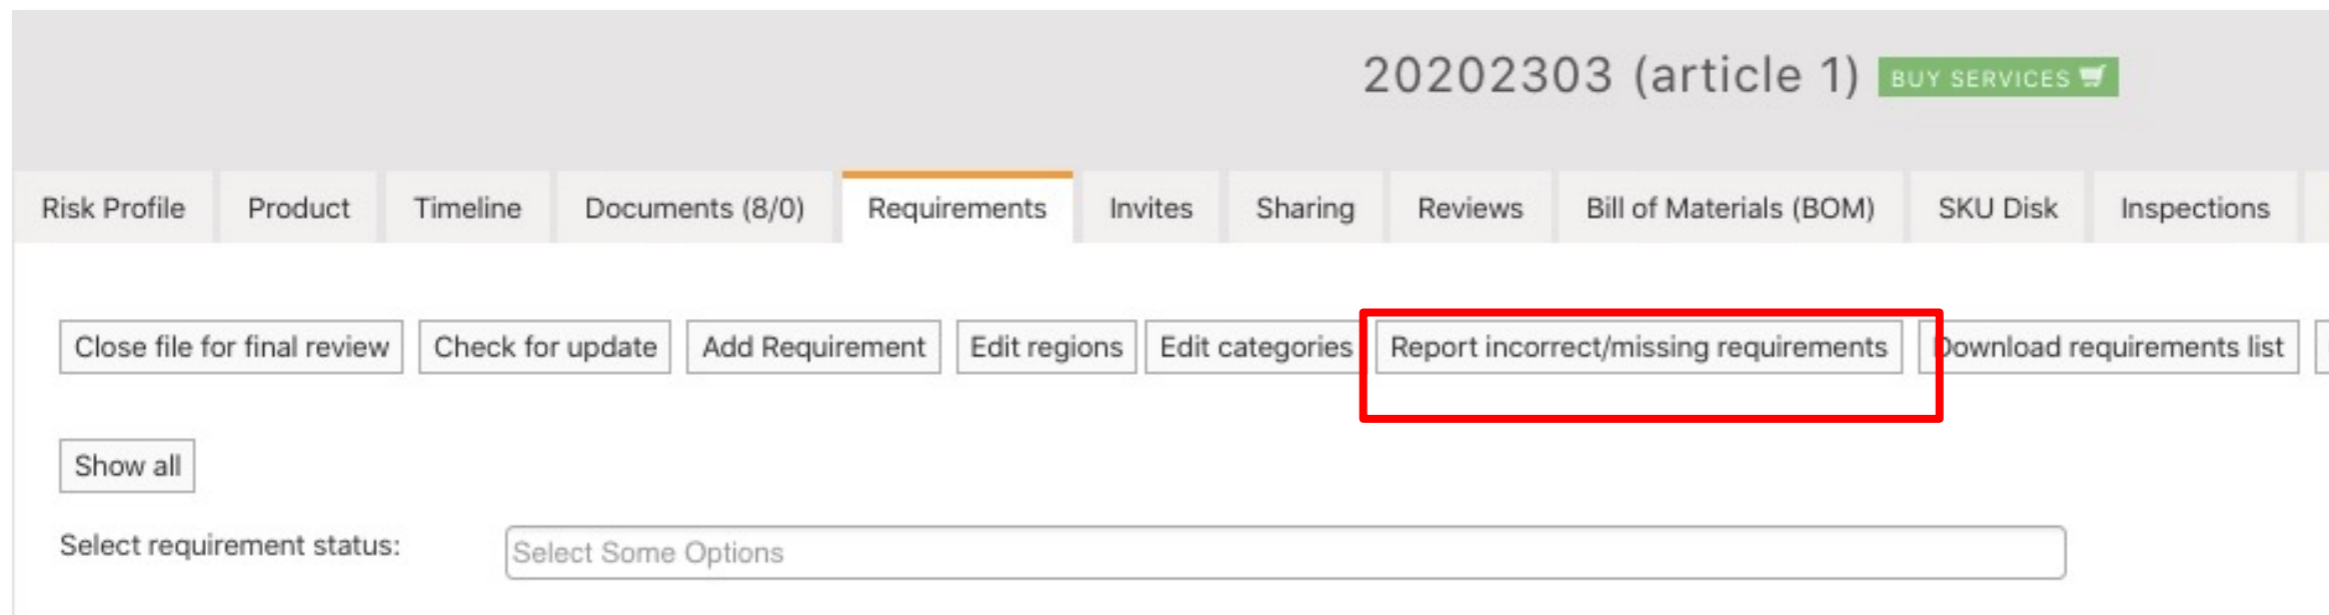 20202303 (article 1) BUY SERVICES
Risk Profile Product Timeline Documents (8/0) Requirements Invites Sharing Reviews Bill of Materials (BOM) SKU Disk Inspections
Close file for final review Check for update Add Requirement Edit regions Edit categories Report incorrect/missing requirements Download requirements list
Show all
Select requirement status: Select Some Options